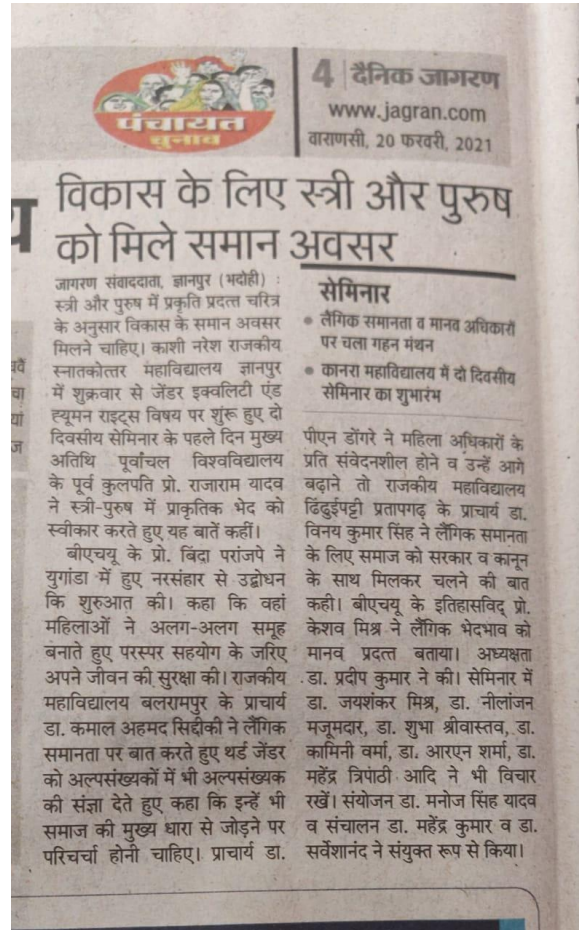 पंचायत
चुनाव
4 दैनिक जागरण
www.jagran.com
वाराणसी, 20 फरवरी, 2021
विकास के लिए स्त्री और पुरुष
को मिले समान अवसर
जागरण संवाददाता, ज्ञानपुर (भदोही) :
स्त्री और पुरुष में प्रकृति प्रदत्त चरित्र
के अनुसार विकास के समान अवसर
मिलने चाहिए। काशी नरेश राजकीय
स्नातकोत्तर महाविद्यालय ज्ञानपुर
में शुक्रवार से जेंडर इक्वलिटी एंड
ह्यूमन राइट्स विषय पर शुरू हुए दो
दिवसीय सेमिनार के पहले दिन मुख्य
अतिथि पूर्वांचल विश्वविद्यालय
के पूर्व कुलपति प्रो. राजाराम यादव
ने स्त्री-पुरुष में प्राकृतिक भेद को
स्वीकार करते हुए यह बातें कहीं।
बीएचयू के प्रो. बिंदा परांजपे ने
युगांडा में हुए नरसंहार से उद्बोधन
कि शुरुआत की। कहा कि वहां
महिलाओं ने अलग-अलग समूह
बनाते हुए परस्पर सहयोग के जरिए
अपने जीवन की सुरक्षा की। राजकीय
महाविद्यालय बलरामपुर के प्राचार्य
डा. कमाल अहमद सिद्दीकी ने लैंगिक
समानता पर बात करते हुए थर्ड जेंडर
को अल्पसंख्यकों में भी अल्पसंख्यक
की संज्ञा देते हुए कहा कि इन्हें भी
समाज की मुख्य धारा से जोड़ने पर
परिचर्चा होनी चाहिए। प्राचार्य डा.
सेमिनार
● लैंगिक समानता व मानव अधिकारों
पर चला गहन मंथन
● कानरा महाविद्यालय में दो दिवसीय
सेमिनार का शुभारंभ
पीएन डोंगरे ने महिला अधिकारों के
प्रति संवेदनशील होने व उन्हें आगे
बढ़ाने तो राजकीय महाविद्यालय
ढिंढुईपट्टी प्रतापगढ़ के प्राचार्य डा.
विनय कुमार सिंह ने लैंगिक समानता
के लिए समाज को सरकार व कानून
के साथ मिलकर चलने की बात
कही। बीएचयू के इतिहासविद् प्रो.
केशव मिश्र ने लैंगिक भेदभाव को
मानव प्रदत्त बताया। अध्यक्षता
डा. प्रदीप कुमार ने की। सेमिनार में
डा. जयशंकर मिश्र, डा. नीलांजन
मजूमदार, डा. शुभा श्रीवास्तव, डा.
कामिनी वर्मा, डा. आरएन शर्मा, डा.
महेंद्र त्रिपाठी आदि ने भी विचार
रखें। संयोजन डा. मनोज सिंह यादव
व संचालन डा. महेंद्र कुमार व डा.
सर्वेशानंद ने संयुक्त रूप से किया।